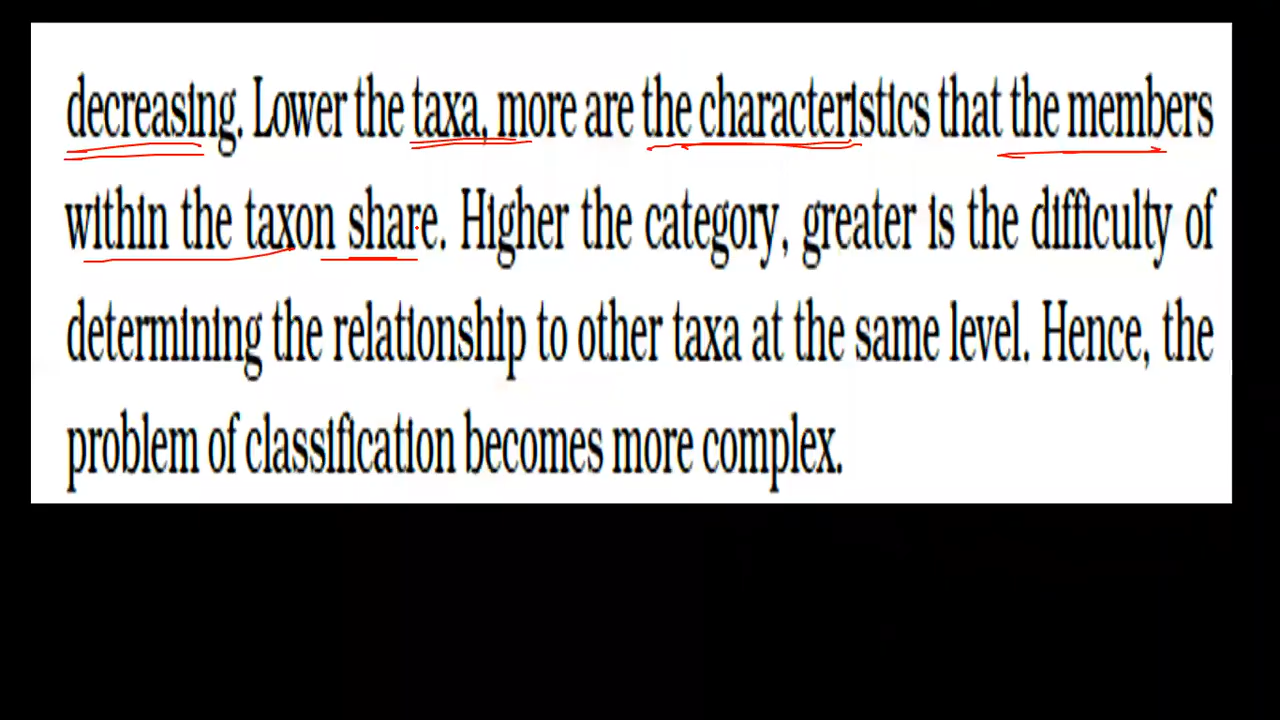 decreasing. Lower the taxa, more are the characteristics that the members
within the taxon share. Higher the category, greater is the difficulty of
determining the relationship to other taxa at the same level. Hence, the
problem of classification becomes more complex.